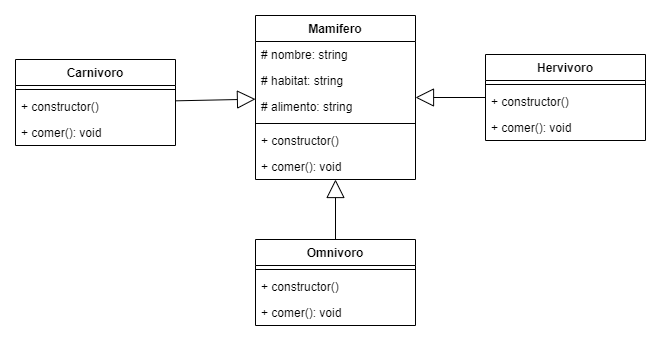 Mamifero
# nombre: string
# habitat: string
# alimento: string
+ constructor()
+ comer(): void
Carnivoro
+ constructor()
+ comer(): void
Hervivoro
+ constructor()
+ comer(): void
Omnivoro
+ constructor()
+ comer(): void